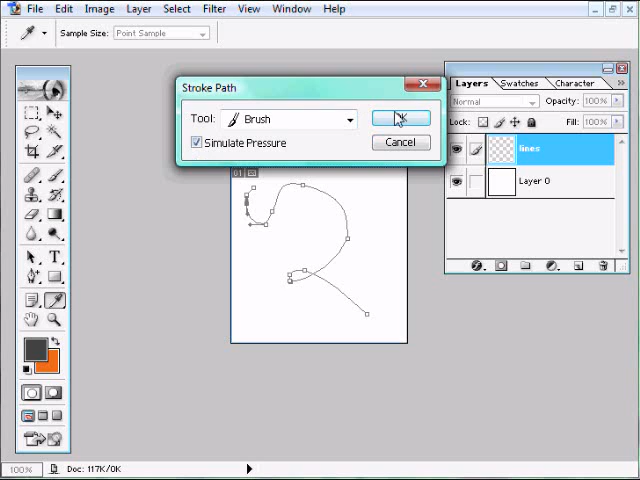 File Edit Image Layer Select Filter View Window Help
Sample Size: Point Sample
Stroke Path
Tool: Brush
Simulate Pressure
Cancel
Layers Swatches Character
Normal Opacity: 100%
Lock: Fill: 100%
lines
Layer 0
01
100% Doc: 117K/0K